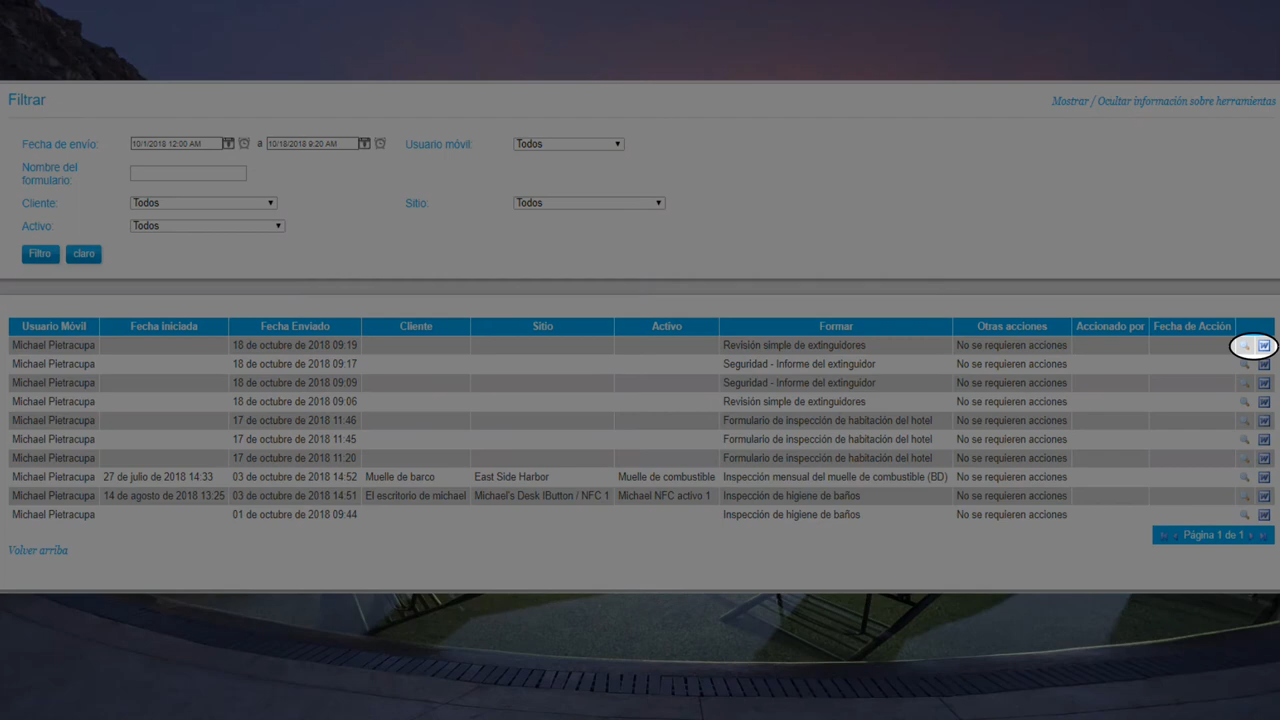 Filtrar
Mostrar / Ocultar información sobre herramientas
Fecha de envío: 10/1/2018 12:00 AM a 10/18/2018 9:20 AM Usuario móvil: Todos
Nombre del
formulario:
Cliente: Todos Sitio: Todos
Activo: Todos
Filtro claro
Usuario Móvil Fecha iniciada Fecha Enviado Cliente Sitio Activo Formar Otras acciones Accionado por Fecha de Acción
Michael Pietracupa 18 de octubre de 2018 09:19 Revisión simple de extinguidores No se requieren acciones
Michael Pietracupa 18 de octubre de 2018 09:17 Seguridad - Informe del extinguidor No se requieren acciones
Michael Pietracupa 18 de octubre de 2018 09:09 Seguridad - Informe del extinguidor No se requieren acciones
Michael Pietracupa 18 de octubre de 2018 09:06 Revisión simple de extinguidores No se requieren acciones
Michael Pietracupa 17 de octubre de 2018 11:46 Formulario de inspección de habitación del hotel No se requieren acciones
Michael Pietracupa 17 de octubre de 2018 11:45 Formulario de inspección de habitación del hotel No se requieren acciones
Michael Pietracupa 17 de octubre de 2018 11:20 Formulario de inspección de habitación del hotel No se requieren acciones
Michael Pietracupa 27 de julio de 2018 14:33 03 de octubre de 2018 14:52 Muelle de barco East Side Harbor Muelle de combustible Inspección mensual del muelle de combustible (BD) No se requieren acciones
Michael Pietracupa 14 de agosto de 2018 13:25 03 de octubre de 2018 14:51 El escritorio de michael Michael's Desk IButton / NFC 1 Michael NFC activo 1 Inspección de higiene de baños No se requieren acciones
Michael Pietracupa 01 de octubre de 2018 09:44 Inspección de higiene de baños No se requieren acciones
Página 1 de 1
Volver arriba